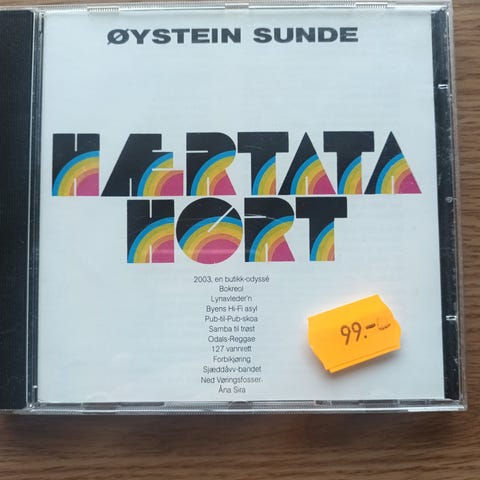 ØYSTEIN SUNDE
HÆRTATA
HØRT
2003, en butikk-odyssé
Bokreol
Lynavleder'n
Byens Hi-Fi asyl
Pub-til-Pub-skoa
Samba til trøst
Odals-Reggae
127 vannrett
Forbikjøring
Sjæddåvv-bandet
Ned Væringsfosser
Åna Sira
99.-